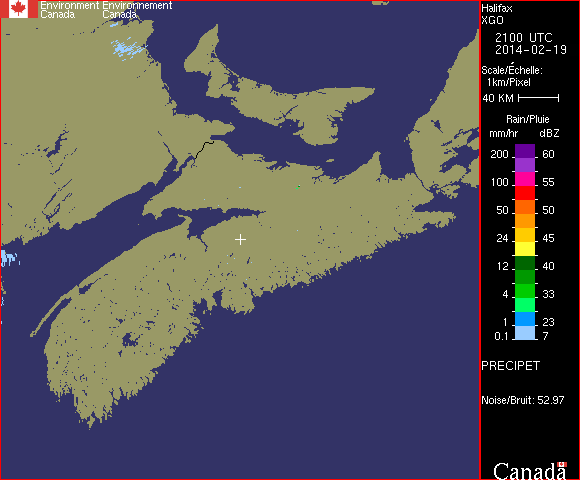 Environment Environnement
Canada Canada
Halifax
XGO
2100 UTC
2014-02-19
Scale/Échelle:
1km/Pixel
40 KM
Rain/Pluie
mm/hr dBZ
200 60
100 55
50 50
24 45
12 40
4 33
1 23
0.1 7
PRECIPET
Noise/Bruit: 52.97
Canada